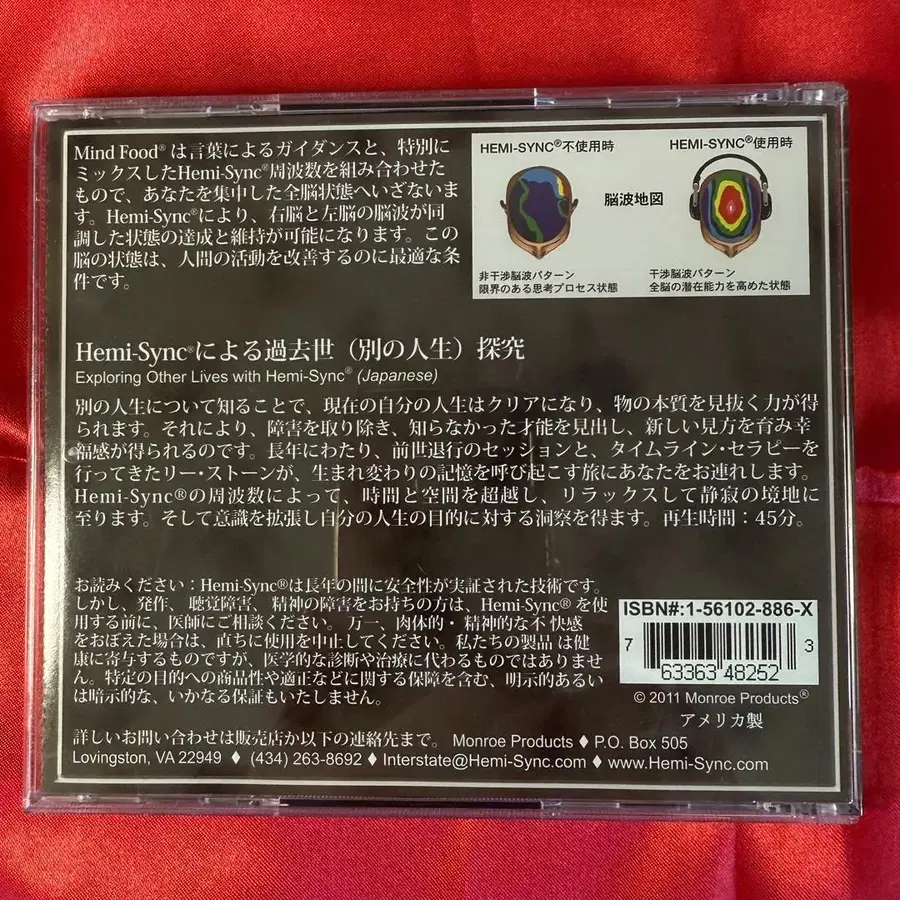 Mind Food® は言葉によるガイダンスと、特別に
ミックスしたHemi-Sync®周波数を組み合わせた
もので、あなたを集中した全脳状態へいざないま
す。Hemi-Sync®により、右脳と左脳の脳波が同
調した状態の達成と維持が可能になります。この
脳の状態は、人間の活動を改善するのに最適な条
件です。
HEMI-SYNC®不使用時
HEMI-SYNC®使用時
脳波地図
非干渉脳波パターン
限界のある思考プロセス状態
干渉脳波パターン
全脳の潜在能力を高めた状態
Hemi-Sync®による過去世（別の人生）探究
Exploring Other Lives with Hemi-Sync® (Japanese)
別の人生について知ることで、現在の自分の人生はクリアになり、物の本質を見抜く力が得
られます。それにより、障害を取り除き、知らなかった才能を見出し、新しい見方を育み幸
福感が得られるのです。長年にわたり、前世退行のセッションと、タイムライン・セラピーを
行ってきたリー・ストーンが、生まれ変わりの記憶を呼び起こす旅にあなたをお連れします。
Hemi-Sync®の周波数によって、時間と空間を超越し、リラックスして静寂の境地に
至ります。そして意識を拡張し自分の人生の目的に対する洞察を得ます。再生時間：45分。
お読みください：Hemi-Sync®は長年の間に安全性が実証された技術です。
しかし、発作、聴覚障害、精神の障害をお持ちの方は、Hemi-Sync® を使
用する前に、医師にご相談ください。 万一、肉体的・ 精神的な不 快感
をおぼえた場合は、直ちに使用を中止してください。私たちの製品 は健
康に寄与するものですが、医学的な診断や治療に代わるものではありませ
ん。特定の目的への商品性や適正などに関する保障を含む、明示的あるい
は暗示的な、いかなる保証もいたしません。
ISBN#:1-56102-886-X
7 63363 48252 3
© 2011 Monroe Products®
アメリカ製
詳しいお問い合わせは販売店か以下の連絡先まで。 Monroe Products ♦ P.O. Box 505
Lovingston, VA 22949 ♦ (434) 263-8692 ♦ Interstate@Hemi-Sync.com ♦ www.Hemi-Sync.com